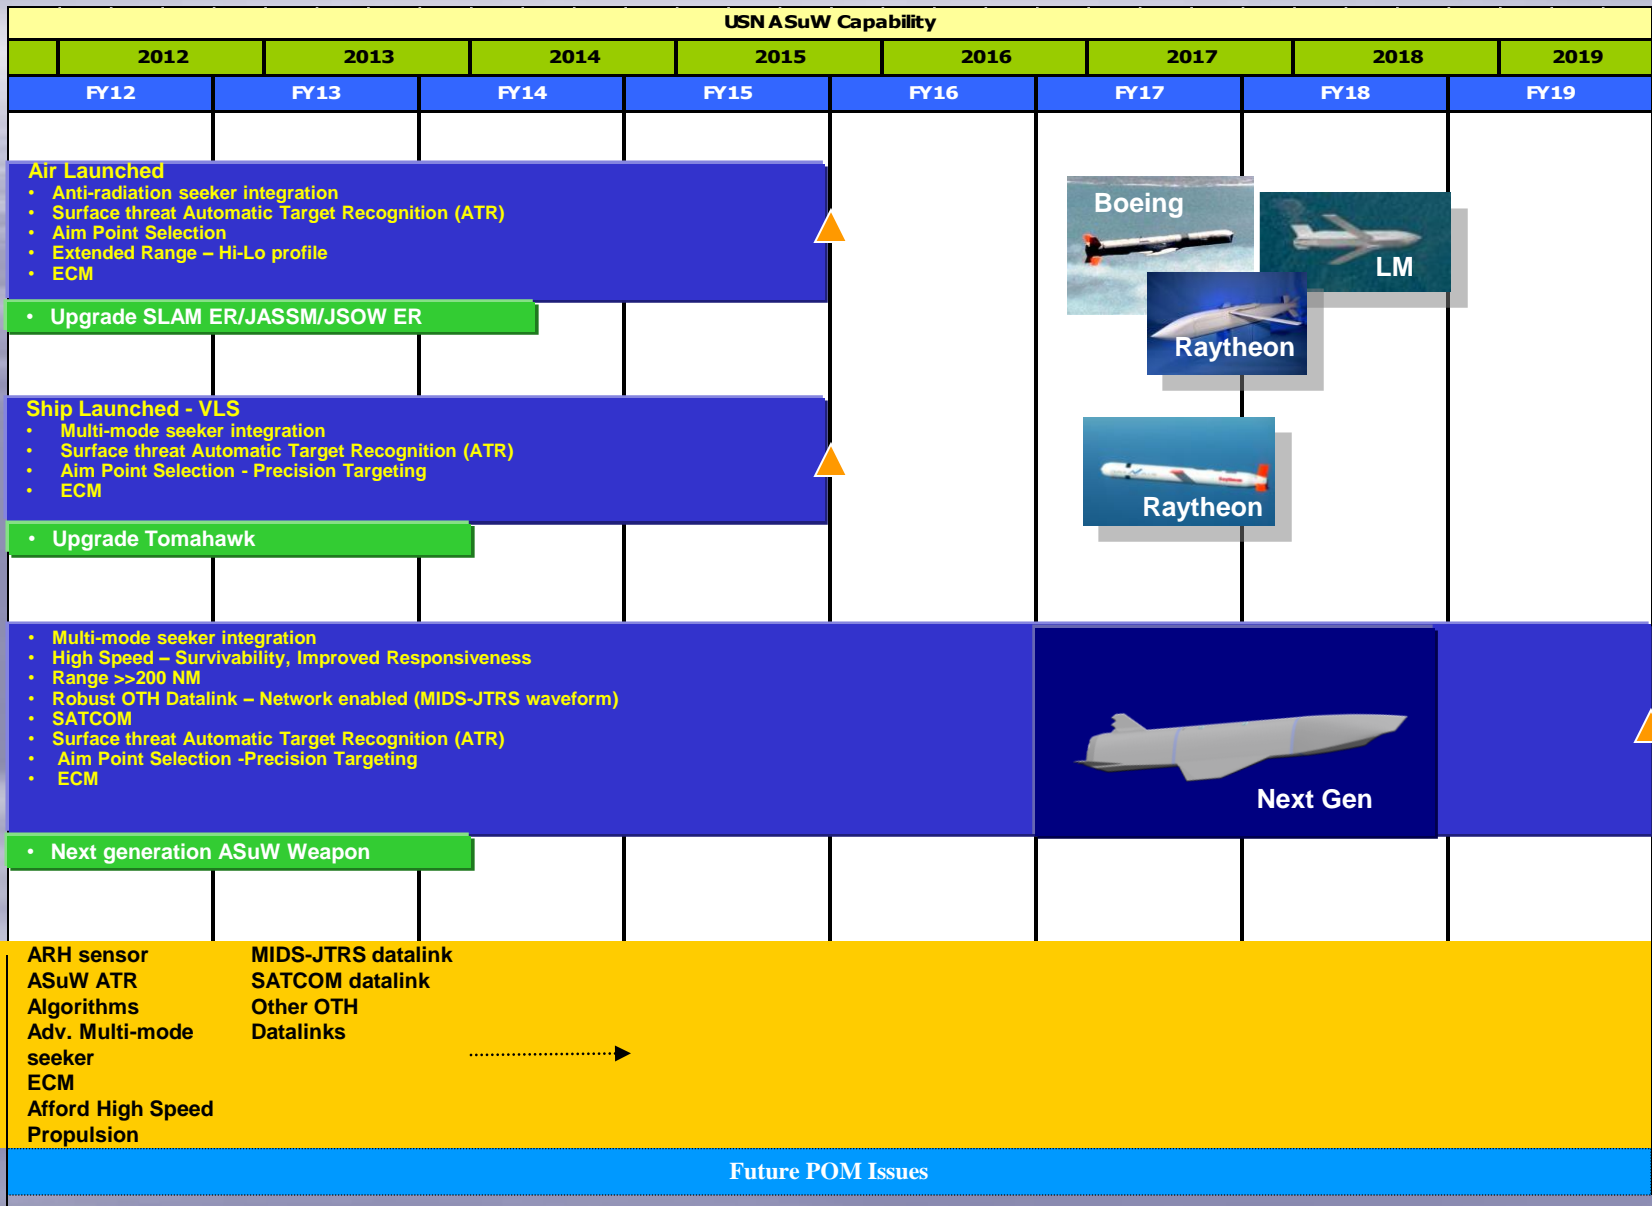 USN ASuW Capability
2012 2013 2014 2015 2016 2017 2018 2019
FY12 FY13 FY14 FY15 FY16 FY17 FY18 FY19
Air Launched
• Anti-radiation seeker integration
• Surface threat Automatic Target Recognition (ATR)
• Aim Point Selection
• Extended Range – Hi-Lo profile
• ECM
• Upgrade SLAM ER/JASSM/JSOW ER
Boeing
LM
Raytheon
Ship Launched - VLS
• Multi-mode seeker integration
• Surface threat Automatic Target Recognition (ATR)
• Aim Point Selection - Precision Targeting
• ECM
• Upgrade Tomahawk
Raytheon
• Multi-mode seeker integration
• High Speed – Survivability, Improved Responsiveness
• Range >>200 NM
• Robust OTH Datalink – Network enabled (MIDS-JTRS waveform)
• SATCOM
• Surface threat Automatic Target Recognition (ATR)
• Aim Point Selection -Precision Targeting
• ECM
Next Gen
• Next generation ASuW Weapon
ARH sensor
ASuW ATR
Algorithms
Adv. Multi-mode
seeker
ECM
Afford High Speed
Propulsion
MIDS-JTRS datalink
SATCOM datalink
Other OTH
Datalinks
Future POM Issues